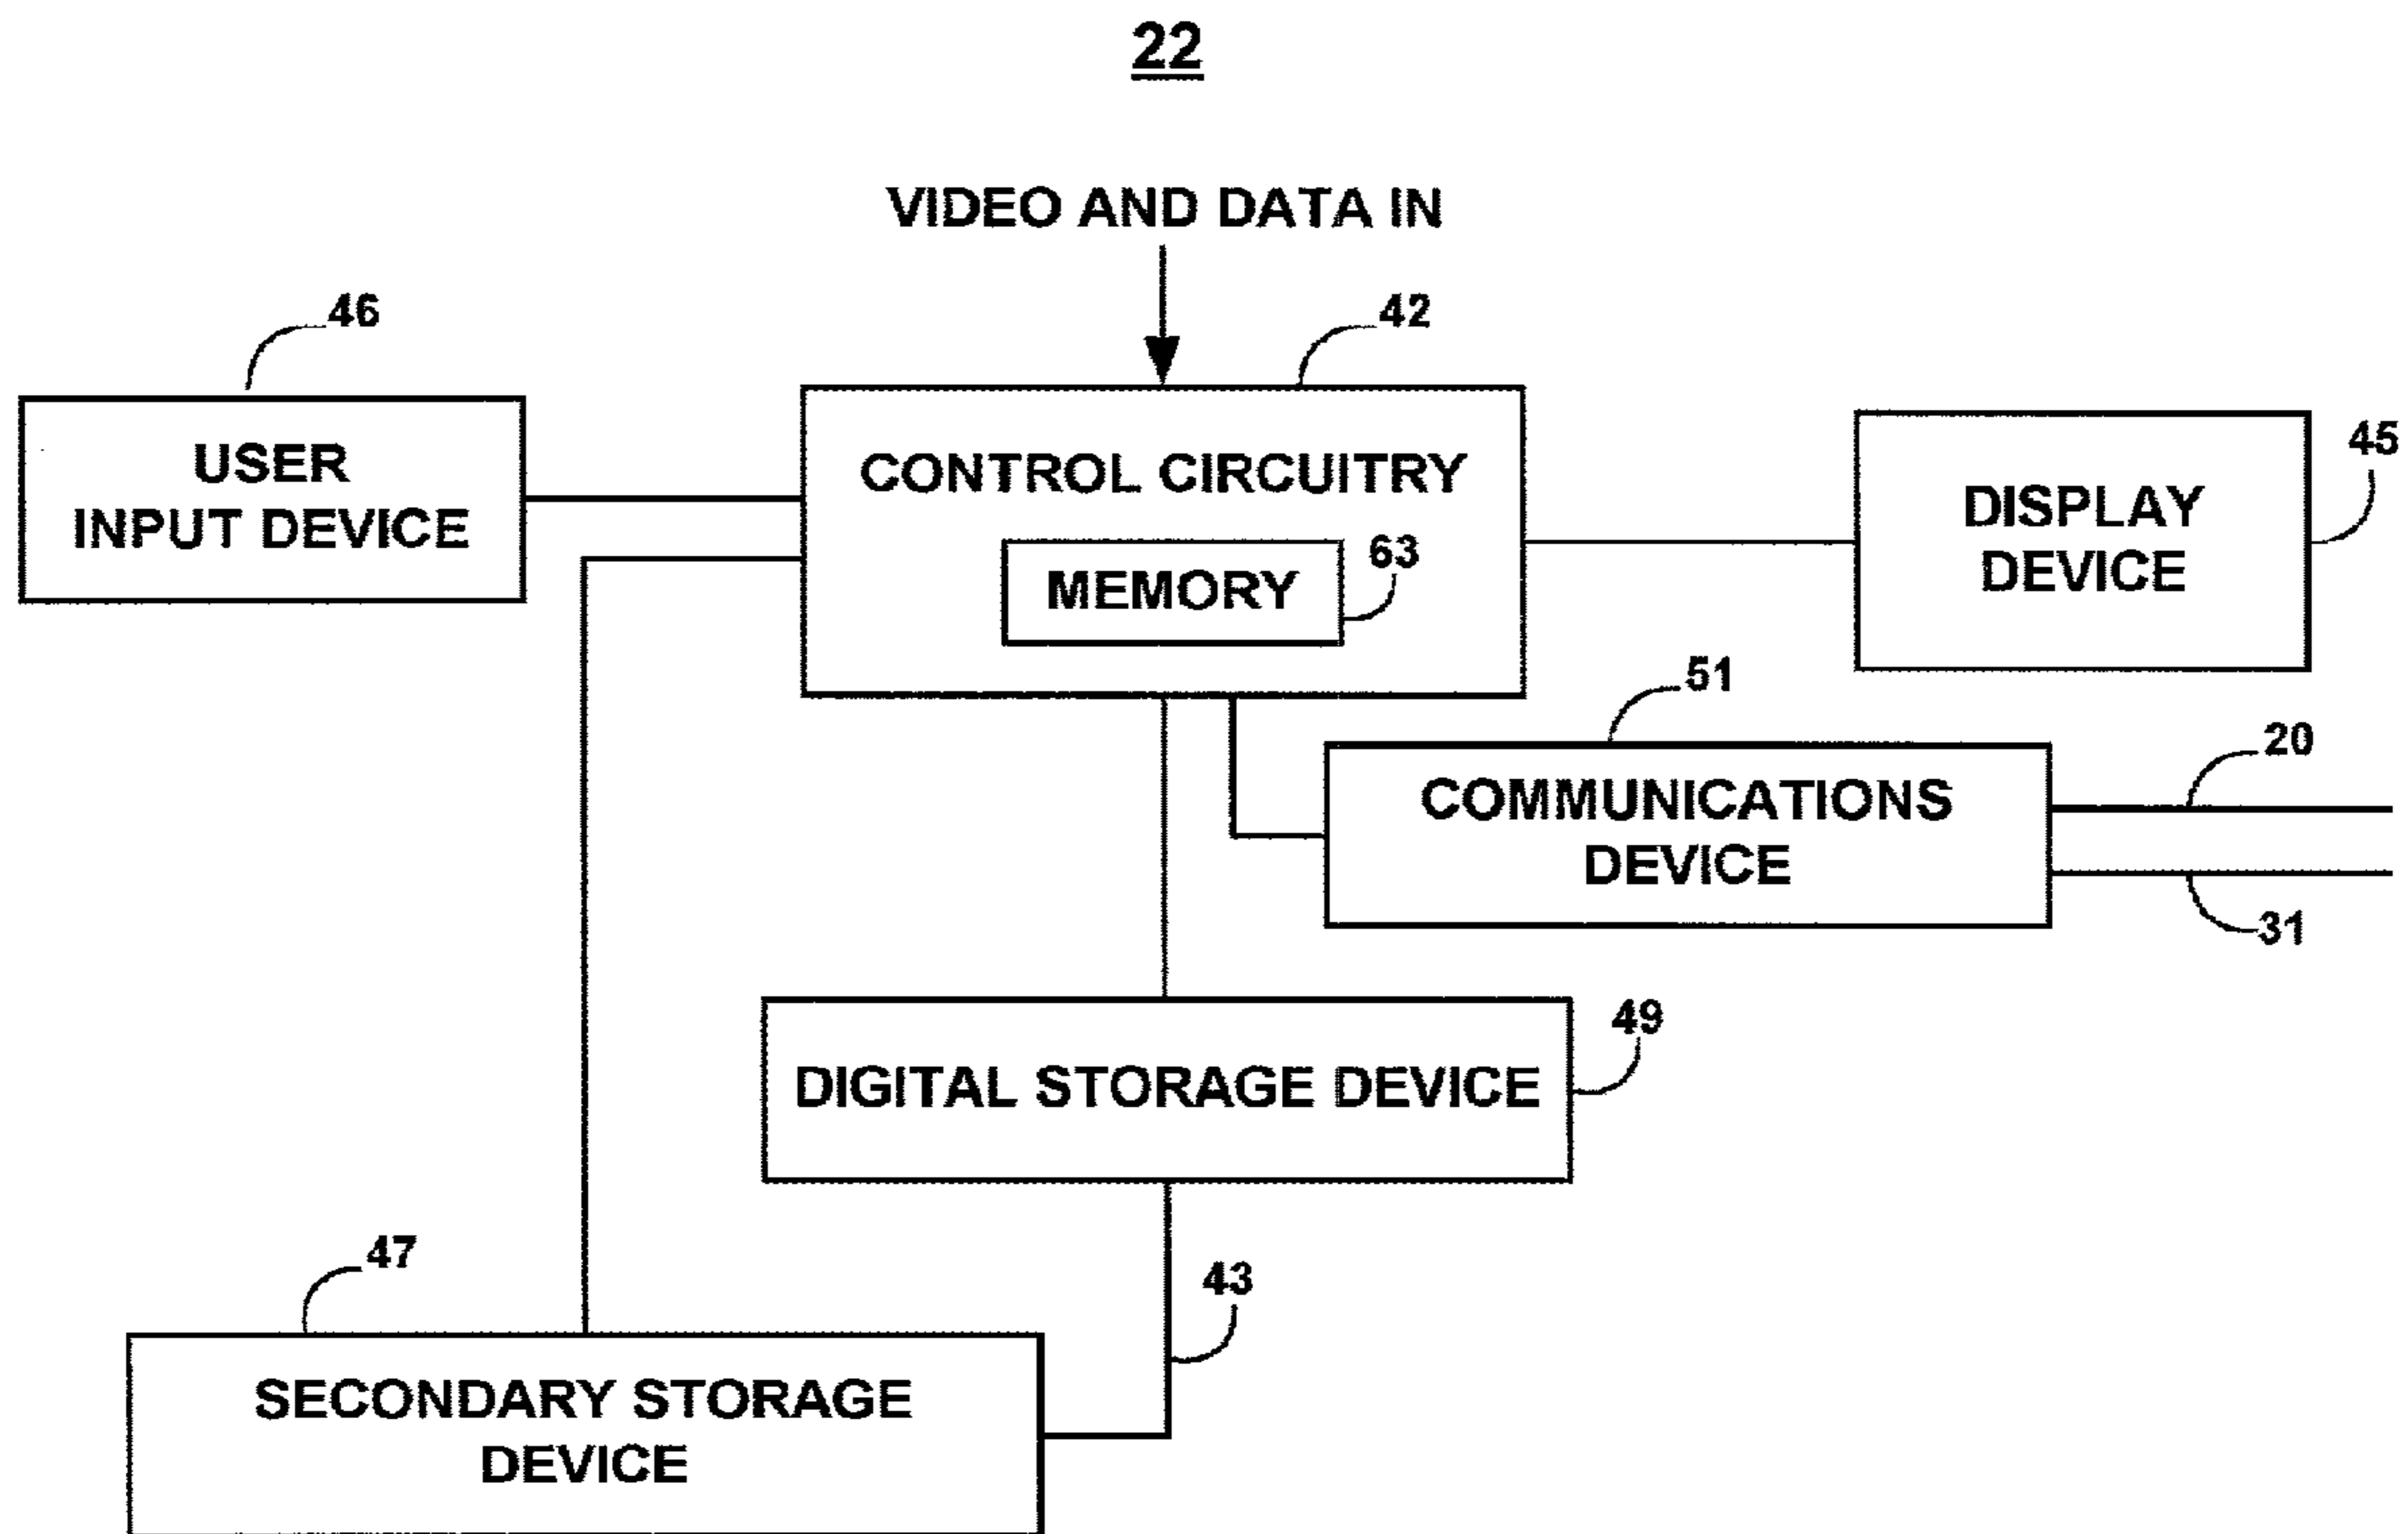 22
VIDEO AND DATA IN
46
42
USER
INPUT DEVICE
CONTROL CIRCUITRY
63
MEMORY
45
DISPLAY
DEVICE
51
COMMUNICATIONS
DEVICE
20
31
49
DIGITAL STORAGE DEVICE
47
43
SECONDARY STORAGE
DEVICE